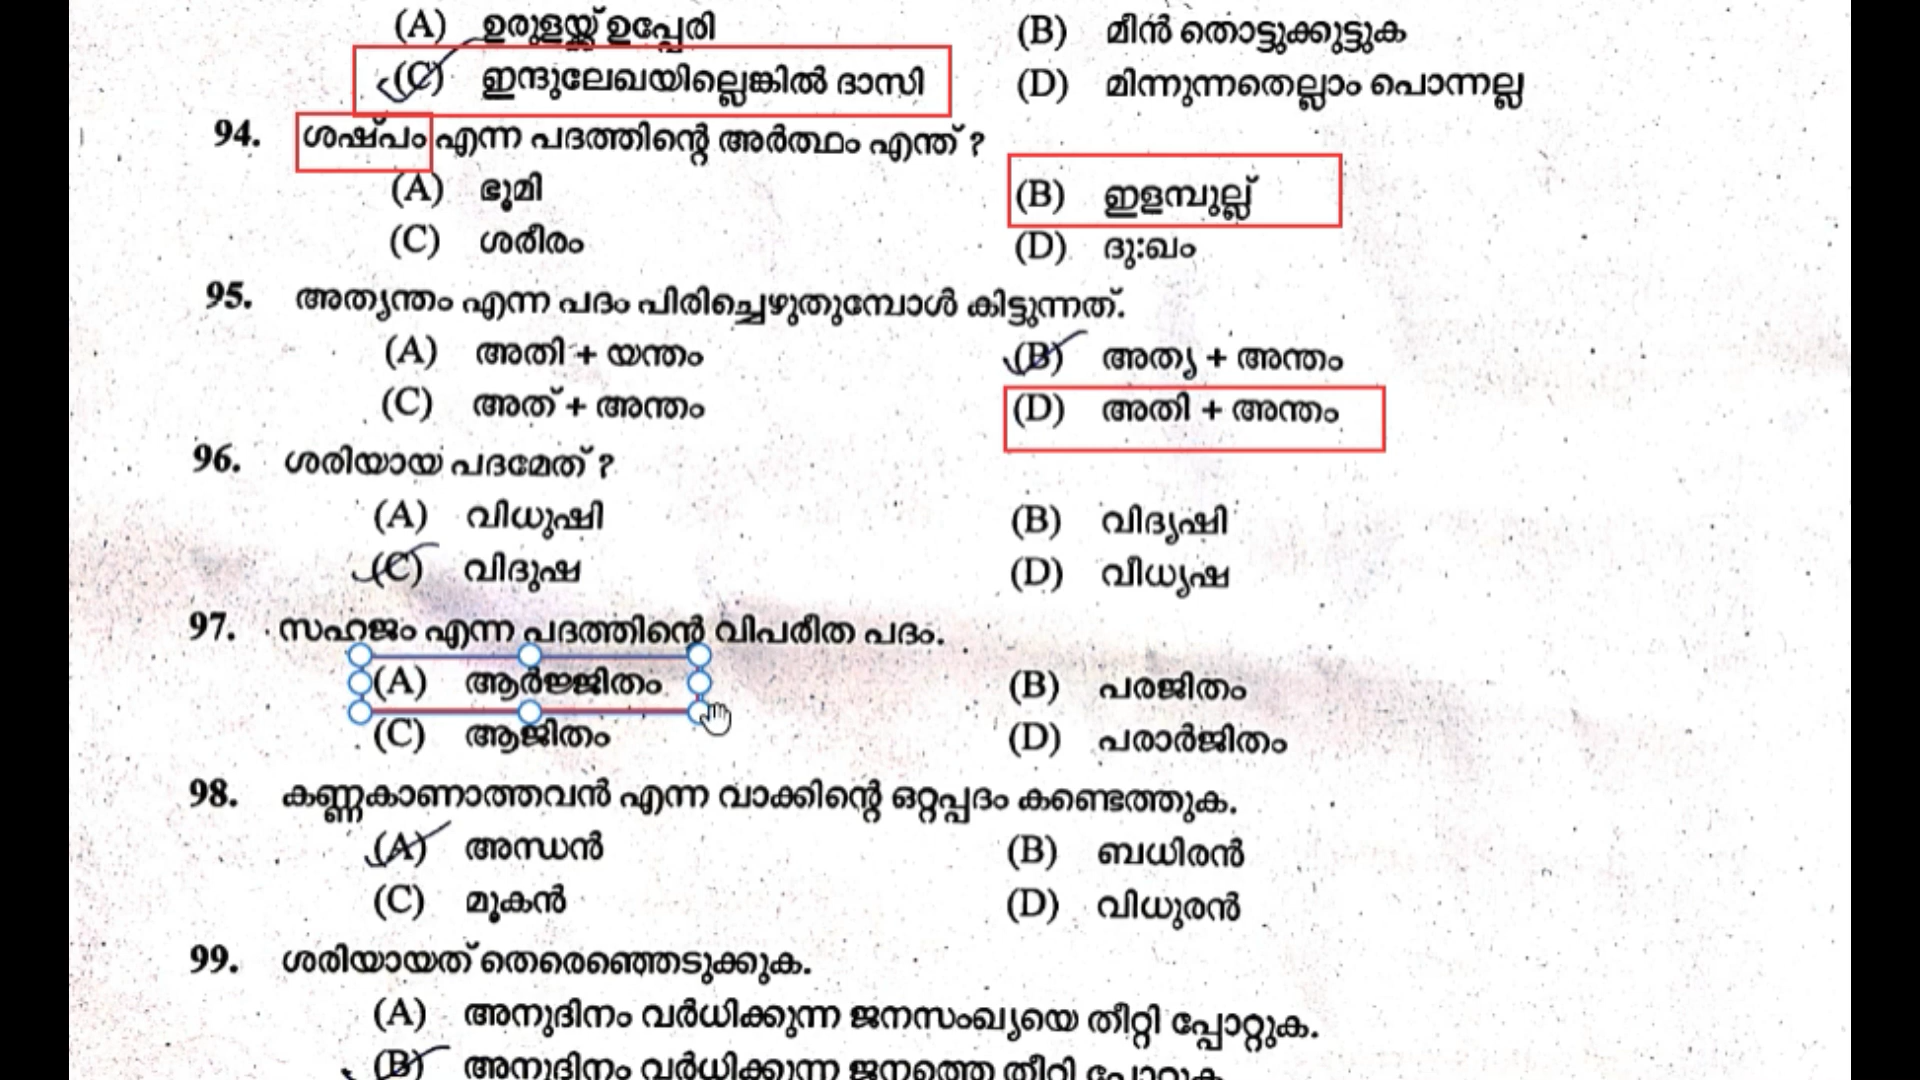 (A) ഉരുളയ്ക്ക് ഉപ്പേരി (B) മീൻ തൊട്ടുക്കുട്ടുക
(C) ഇന്ദുലേഖയില്ലെങ്കിൽ ദാസി (D) മിന്നുന്നതെല്ലാം പൊന്നല്ല
94. ശഷ്പം എന്ന പദത്തിന്റെ അർത്ഥം എന്ത് ?
(A) ഭൂമി (B) ഇളമ്പുല്ല്
(C) ശരീരം (D) ദുഃഖം
95. അത്യന്തം എന്ന പദം പിരിച്ചെഴുതുമ്പോൾ കിട്ടുന്നത്.
(A) അതി + യന്തം (B) അത്യ + അന്തം
(C) അത് + അന്തം (D) അതി + അന്തം
96. ശരിയായ പദമേത് ?
(A) വിധുഷി (B) വിദൃഷി
(C) വിദുഷ (D) വീധൃഷ
97. സഹജം എന്ന പദത്തിന്റെ വിപരീത പദം.
(A) ആർജ്ജിതം (B) പരജിതം
(C) ആജിതം (D) പരാർജിതം
98. കണ്ണുകാണാത്തവൻ എന്ന വാക്കിന്റെ ഒറ്റപ്പദം കണ്ടെത്തുക.
(A) അന്ധൻ (B) ബധിരൻ
(C) മൂകൻ (D) വിധുരൻ
99. ശരിയായത് തെരെഞ്ഞെടുക്കുക.
(A) അനുദിനം വർധിക്കുന്ന ജനസംഖ്യയെ തീറ്റി പ്പോറ്റുക.
(B) അനുദിനം വർധിക്കുന്ന ജനത്തെ തീറ്റി പോറ്റുക